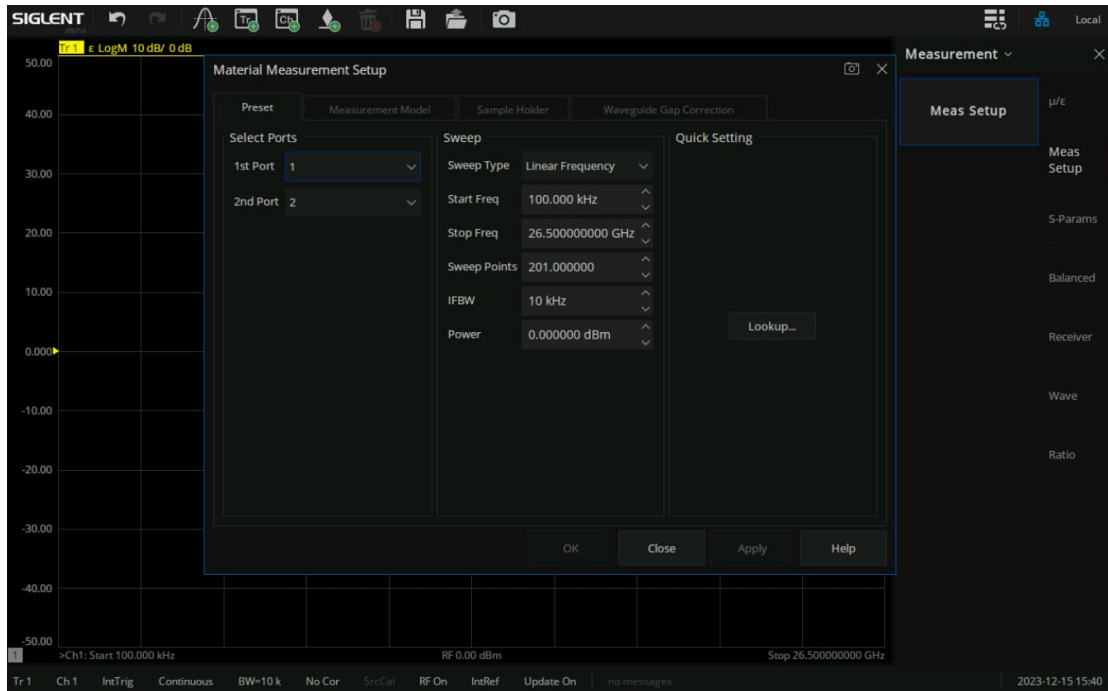 SIGLENT
alpha
Local
Tr 1 ε LogM 10 dB/ 0 dB
50.00
40.00
30.00
20.00
10.00
0.000
-10.00
-20.00
-30.00
-40.00
-50.00
Material Measurement Setup
Preset Measurement Model Sample Holder Waveguide Gap Correction
Select Ports
1st Port 1
2nd Port 2
Sweep
Sweep Type Linear Frequency
Start Freq 100.000 kHz
Stop Freq 26.500000000 GHz
Sweep Points 201.000000
IFBW 10 kHz
Power 0.000000 dBm
Quick Setting
Lookup...
OK Close Apply Help
Measurement
Meas Setup
μ/ε
Meas
Setup
S-Params
Balanced
Receiver
Wave
Ratio
1 >Ch1: Start 100.000 kHz RF 0.00 dBm Stop 26.500000000 GHz
Tr 1 Ch 1 IntTrig Continuous BW=10 k No Cor SrcCal RF On IntRef Update On no messages 2023-12-15 15:40